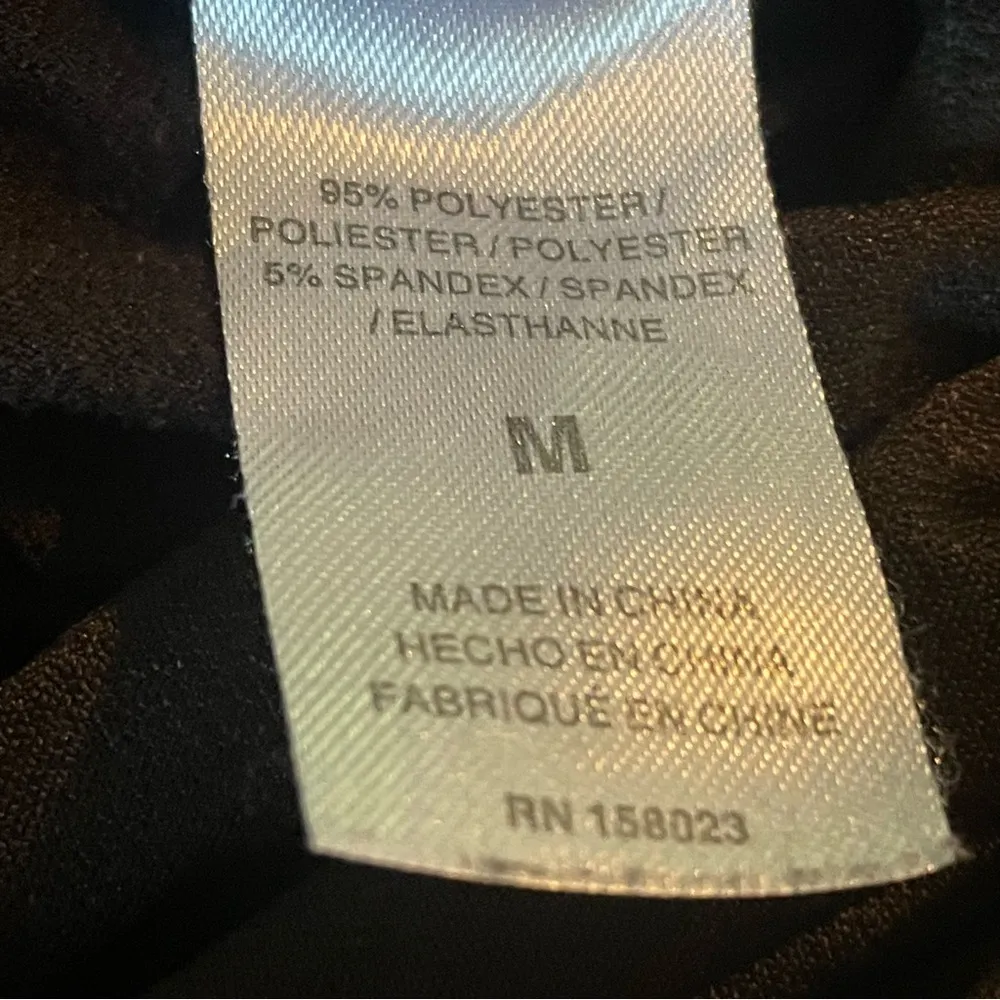 95% POLYESTER/
POLIESTER/POLYESTER
5% SPANDEX/SPANDEX
/ELASTHANNE
M
MADE IN CHINA
HECHO EN CHINA
FABRIQUÉ EN CHINE
RN 158023